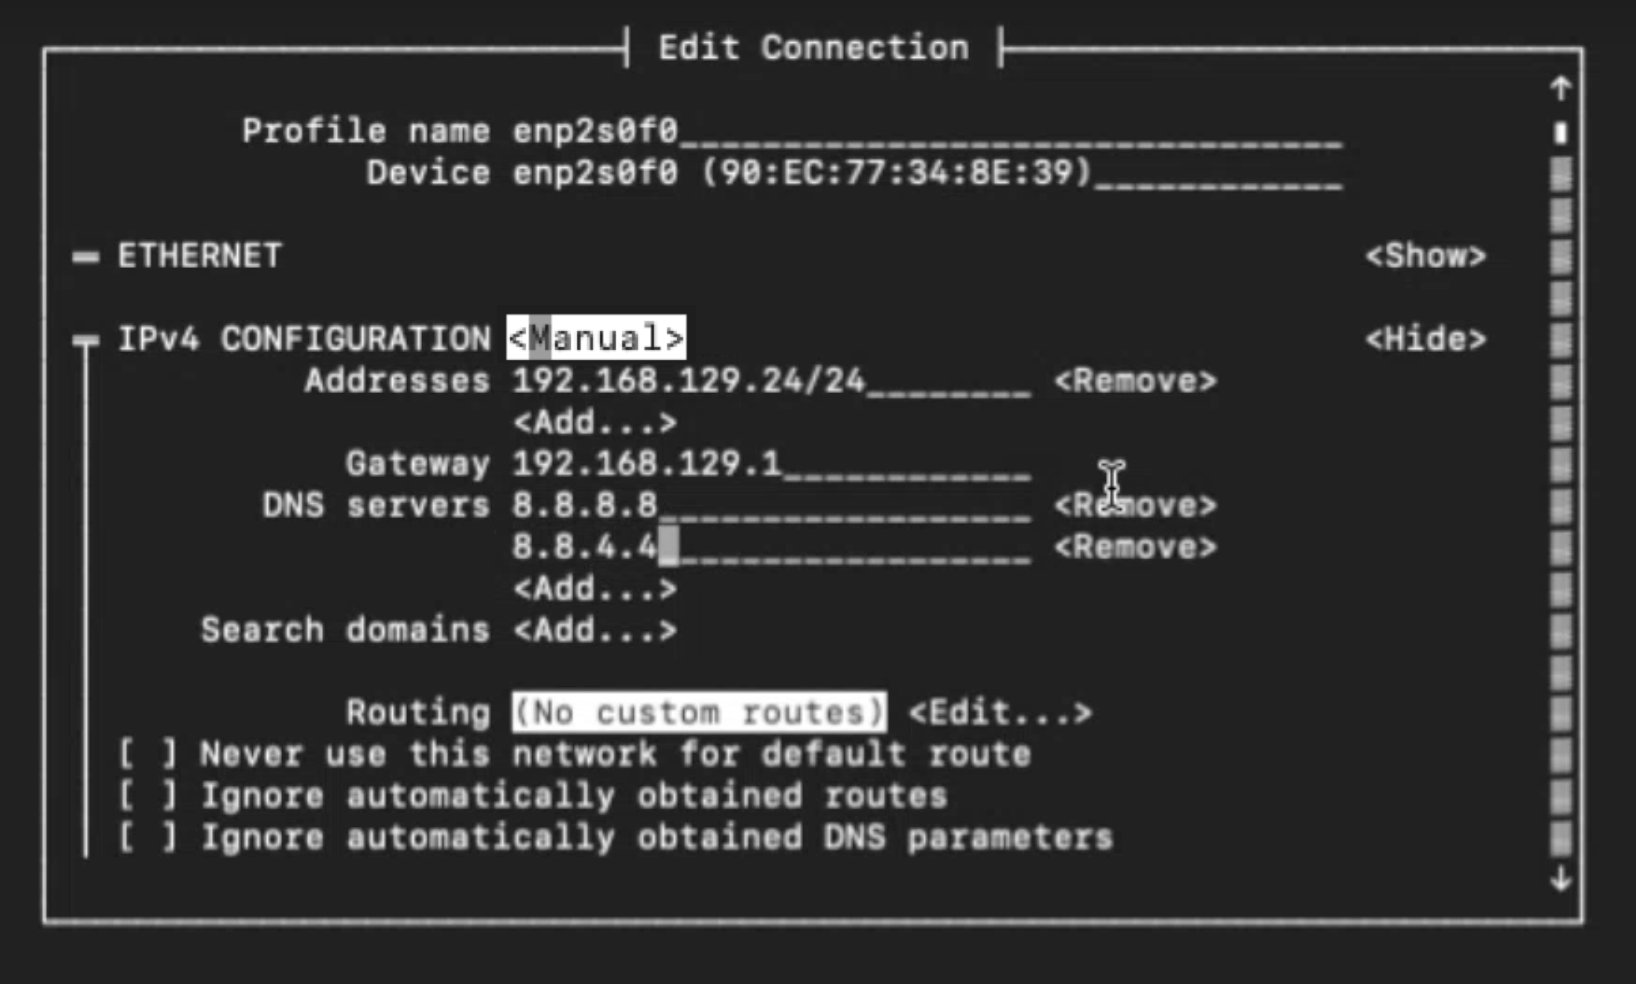 Edit Connection
Profile name enp2s0f0
Device enp2s0f0 (90:EC:77:34:8E:39)
ETHERNET <Show>
IPv4 CONFIGURATION <Manual> <Hide>
Addresses 192.168.129.24/24 <Remove>
<Add...>
Gateway 192.168.129.1
DNS servers 8.8.8.8 <Remove>
8.8.4.4 <Remove>
<Add...>
Search domains <Add...>
Routing (No custom routes) <Edit...>
[ ] Never use this network for default route
[ ] Ignore automatically obtained routes
[ ] Ignore automatically obtained DNS parameters